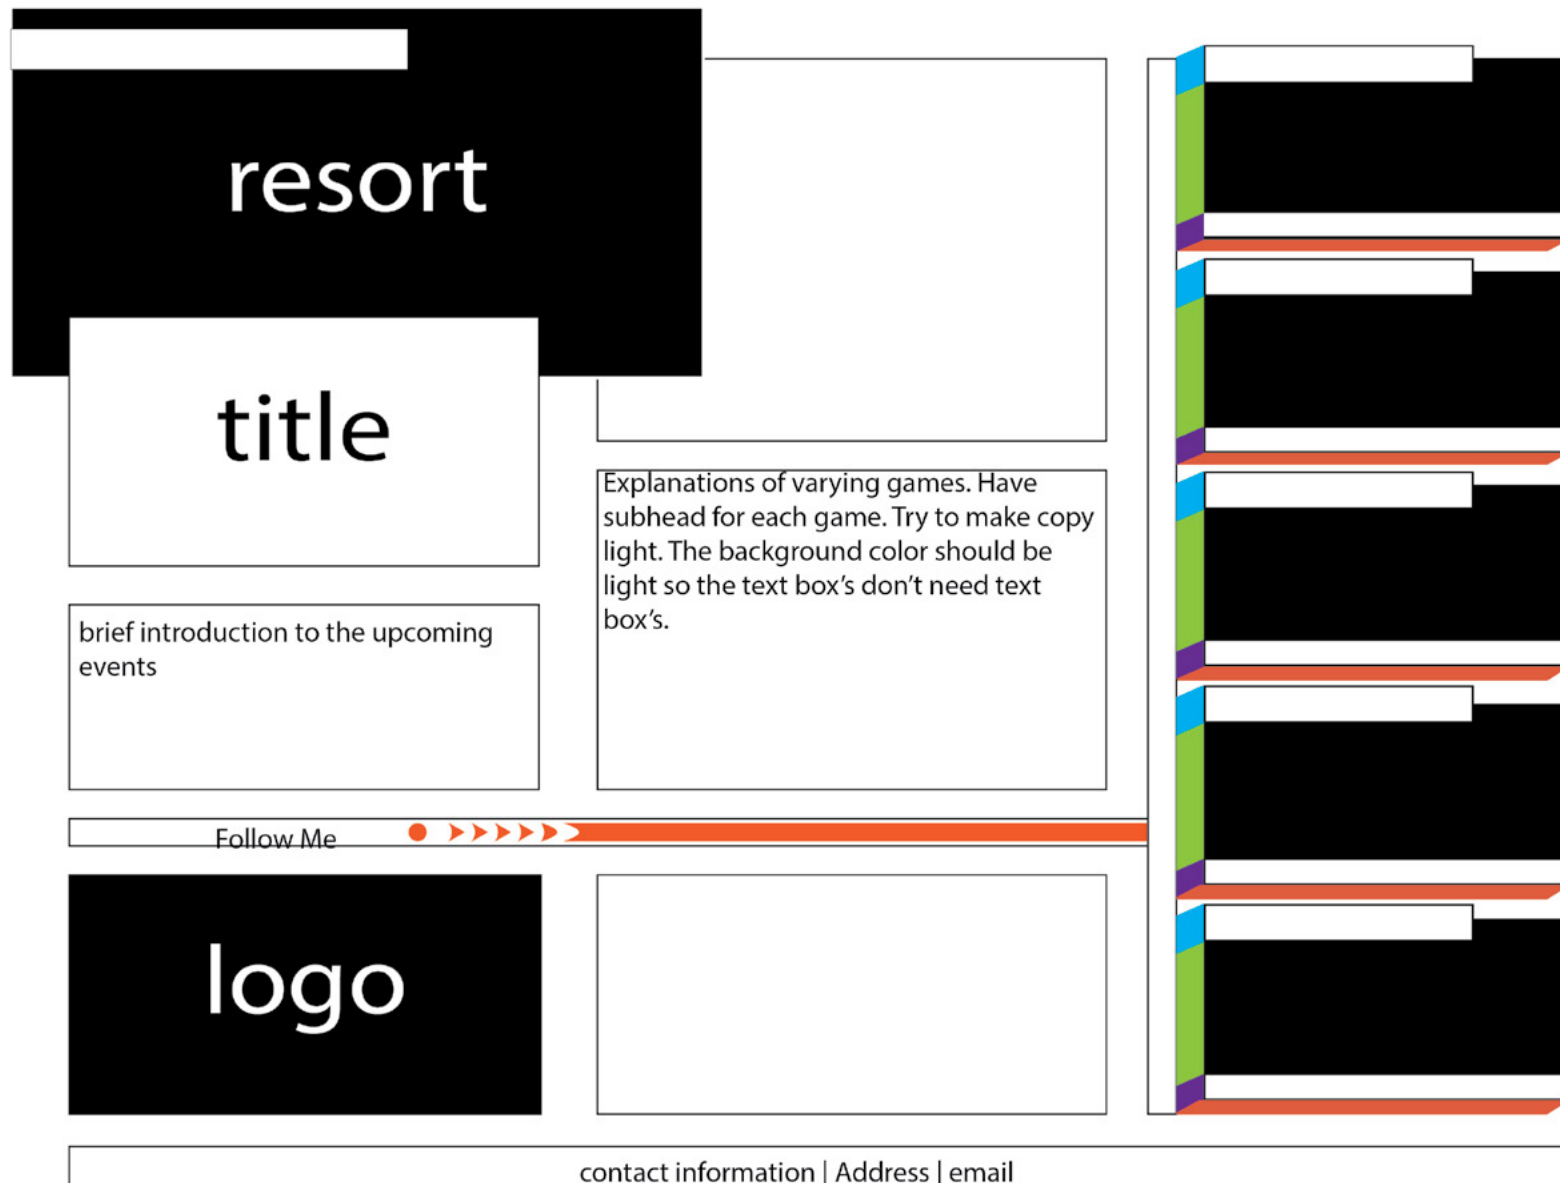 resort
title
brief introduction to the upcoming
events
Explanations of varying games. Have
subhead for each game. Try to make copy
light. The background color should be
light so the text box’s don’t need text
box’s.
Follow Me
logo
contact information | Address | email